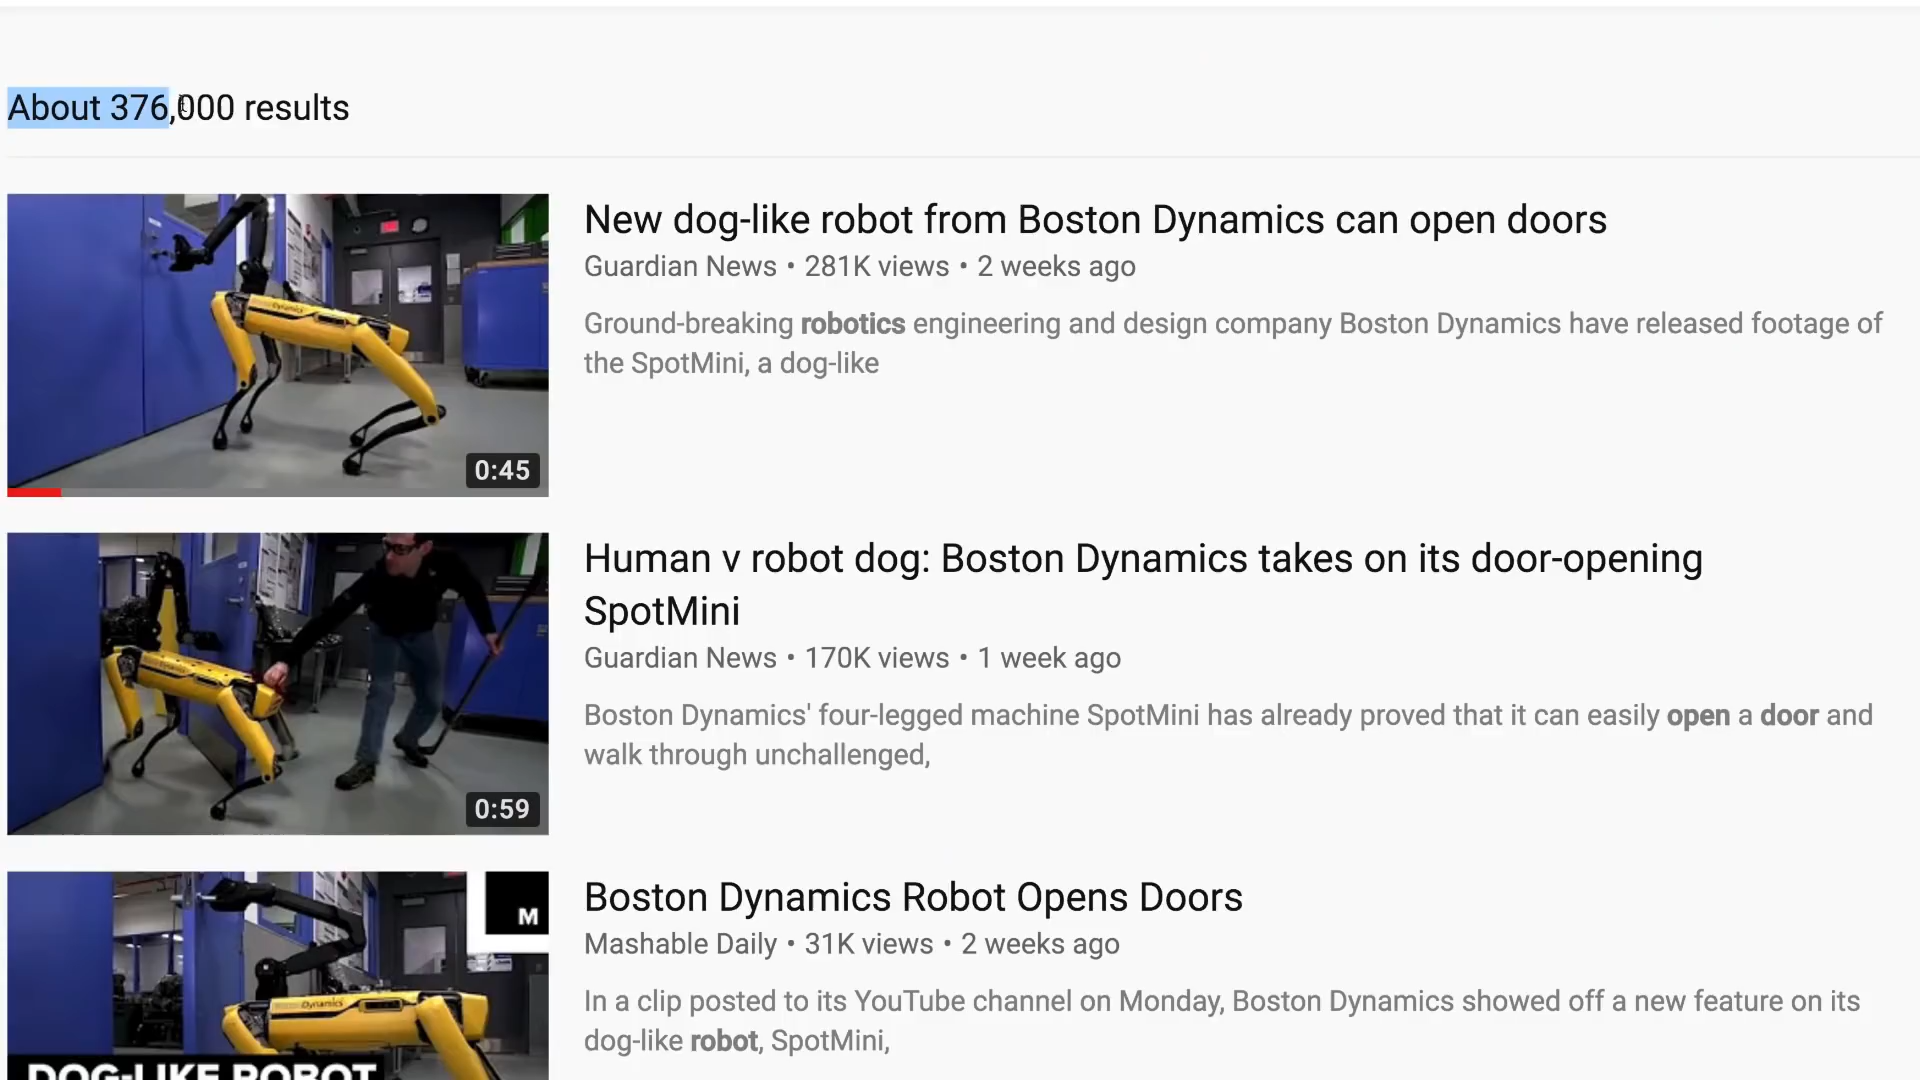 About 376,000 results
New dog-like robot from Boston Dynamics can open doors
Guardian News • 281K views • 2 weeks ago
Ground-breaking robotics engineering and design company Boston Dynamics have released footage of
the SpotMini, a dog-like
0:45
Human v robot dog: Boston Dynamics takes on its door-opening
SpotMini
Guardian News • 170K views • 1 week ago
Boston Dynamics' four-legged machine SpotMini has already proved that it can easily open a door and
walk through unchallenged,
0:59
Boston Dynamics Robot Opens Doors
Mashable Daily • 31K views • 2 weeks ago
In a clip posted to its YouTube channel on Monday, Boston Dynamics showed off a new feature on its
dog-like robot, SpotMini,
M
Dynamics
DOG-LIKE ROBOT